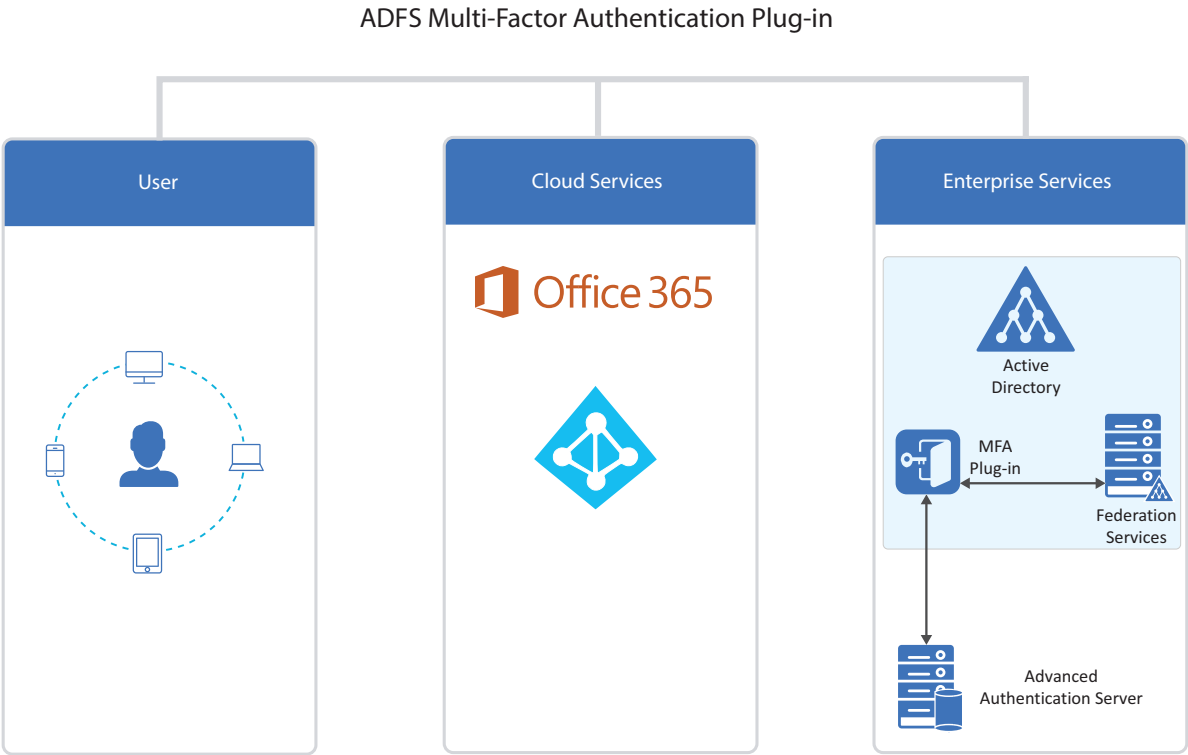 ADFS Multi-Factor Authentication Plug-in
User
Cloud Services
Enterprise Services
Office 365
Active
Directory
MFA
Plug-in
Federation
Services
Advanced
Authentication Server